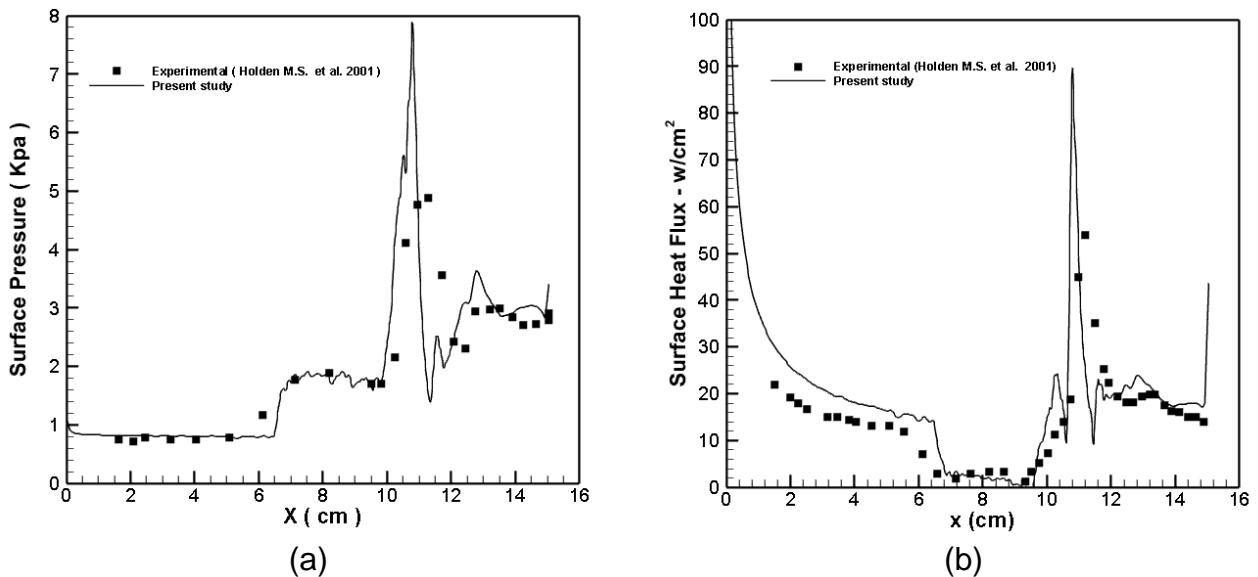 8
7
6
5
4
3
2
1
0
Surface Pressure ( Kpa )
Experimental ( Holden M.S. et al. 2001 )
Present study
0 2 4 6 8 10 12 14 16
X ( cm )
(a)
100
90
80
70
60
50
40
30
20
10
0
Surface Heat Flux - w/cm²
Experimental (Holden M.S. et al. 2001)
Present study
0 2 4 6 8 10 12 14 16
x (cm)
(b)